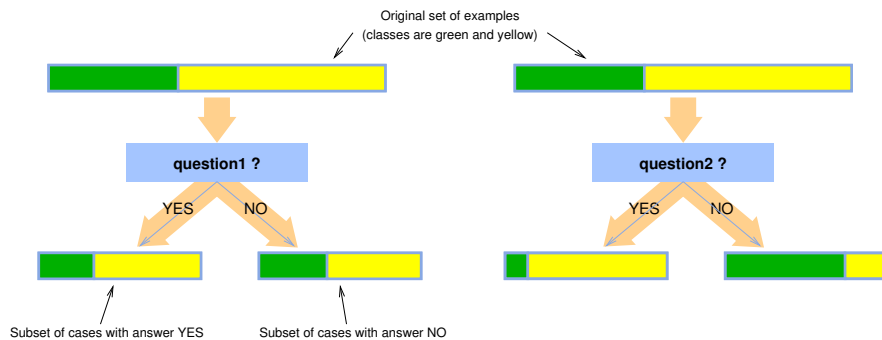 Original set of examples
(classes are green and yellow)
question1 ?
question2 ?
YES
NO
YES
NO
Subset of cases with answer YES
Subset of cases with answer NO